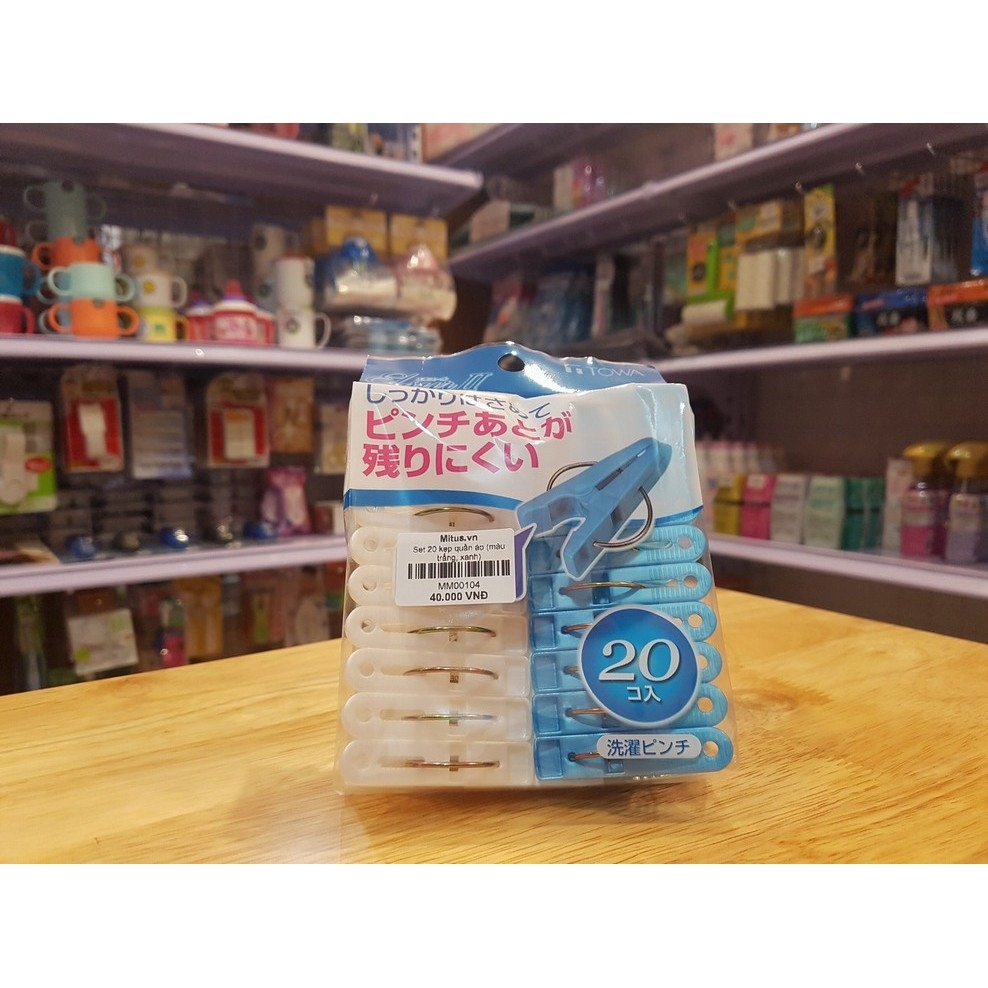 TOWA
しっかりはさめて
ピンチあとが
残りにくい
Mitus.vn
Set 20 kẹp quần áo (màu
trắng, xanh)
MM00104
40.000 VNĐ
20
コ入
洗濯ピンチ